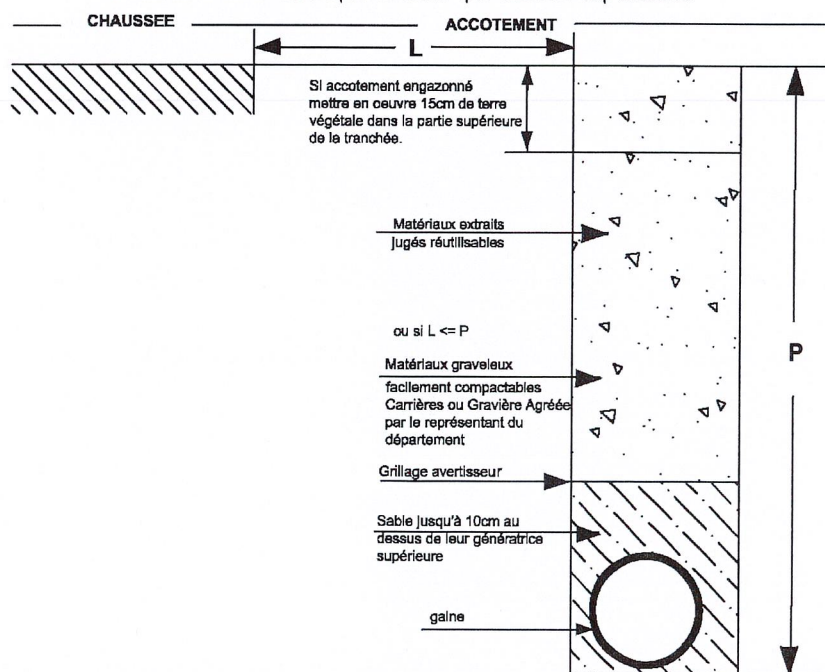 CHAUSSEE
ACCOTEMENT
L
Si accotement engazonné
mettre en oeuvre 15cm de terre
végétale dans la partie supérieure
de la tranchée.
Matériaux extraits
jugés réutilisables
ou si L <= P
P
Matériaux graveleux
facilement compactables
Carrières ou Gravière Agréée
par le représentant du
département
Grillage avertisseur
Sable jusqu'à 10cm au
dessus de leur génératrice
supérieure
gaine